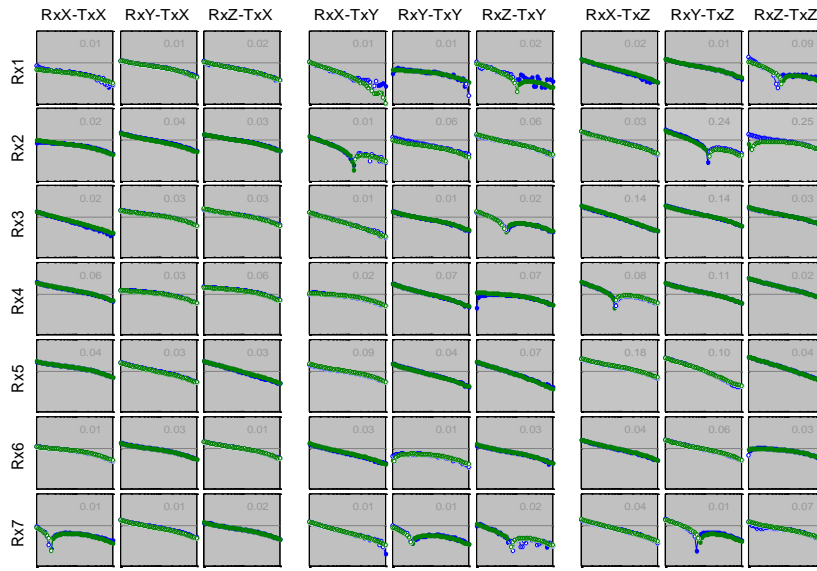 RxX-TxX RxY-TxX RxZ-TxX RxX-TxY RxY-TxY RxZ-TxY RxX-TxZ RxY-TxZ RxZ-TxZ
Rx1 0.01 0.01 0.02 0.01 0.01 0.02 0.02 0.01 0.09
Rx2 0.02 0.04 0.03 0.01 0.06 0.06 0.03 0.24 0.25
Rx3 0.02 0.03 0.03 0.01 0.01 0.02 0.14 0.14 0.03
Rx4 0.06 0.03 0.06 0.02 0.07 0.07 0.08 0.11 0.02
Rx5 0.04 0.03 0.03 0.09 0.04 0.07 0.18 0.10 0.04
Rx6 0.01 0.03 0.01 0.03 0.01 0.03 0.04 0.06 0.03
Rx7 0.01 0.01 0.02 0.01 0.01 0.02 0.04 0.01 0.07